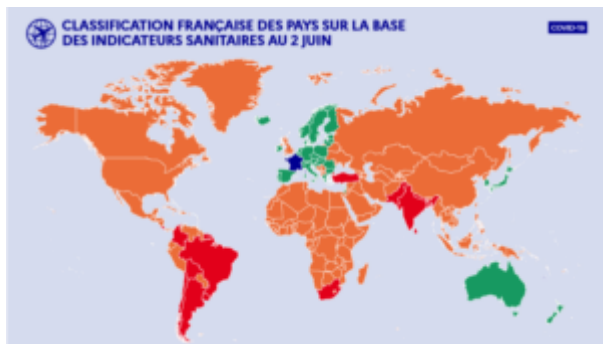 CLASSIFICATION FRANÇAISE DES PAYS SUR LA BASE
DES INDICATEURS SANITAIRES AU 2 JUIN
COVID-19